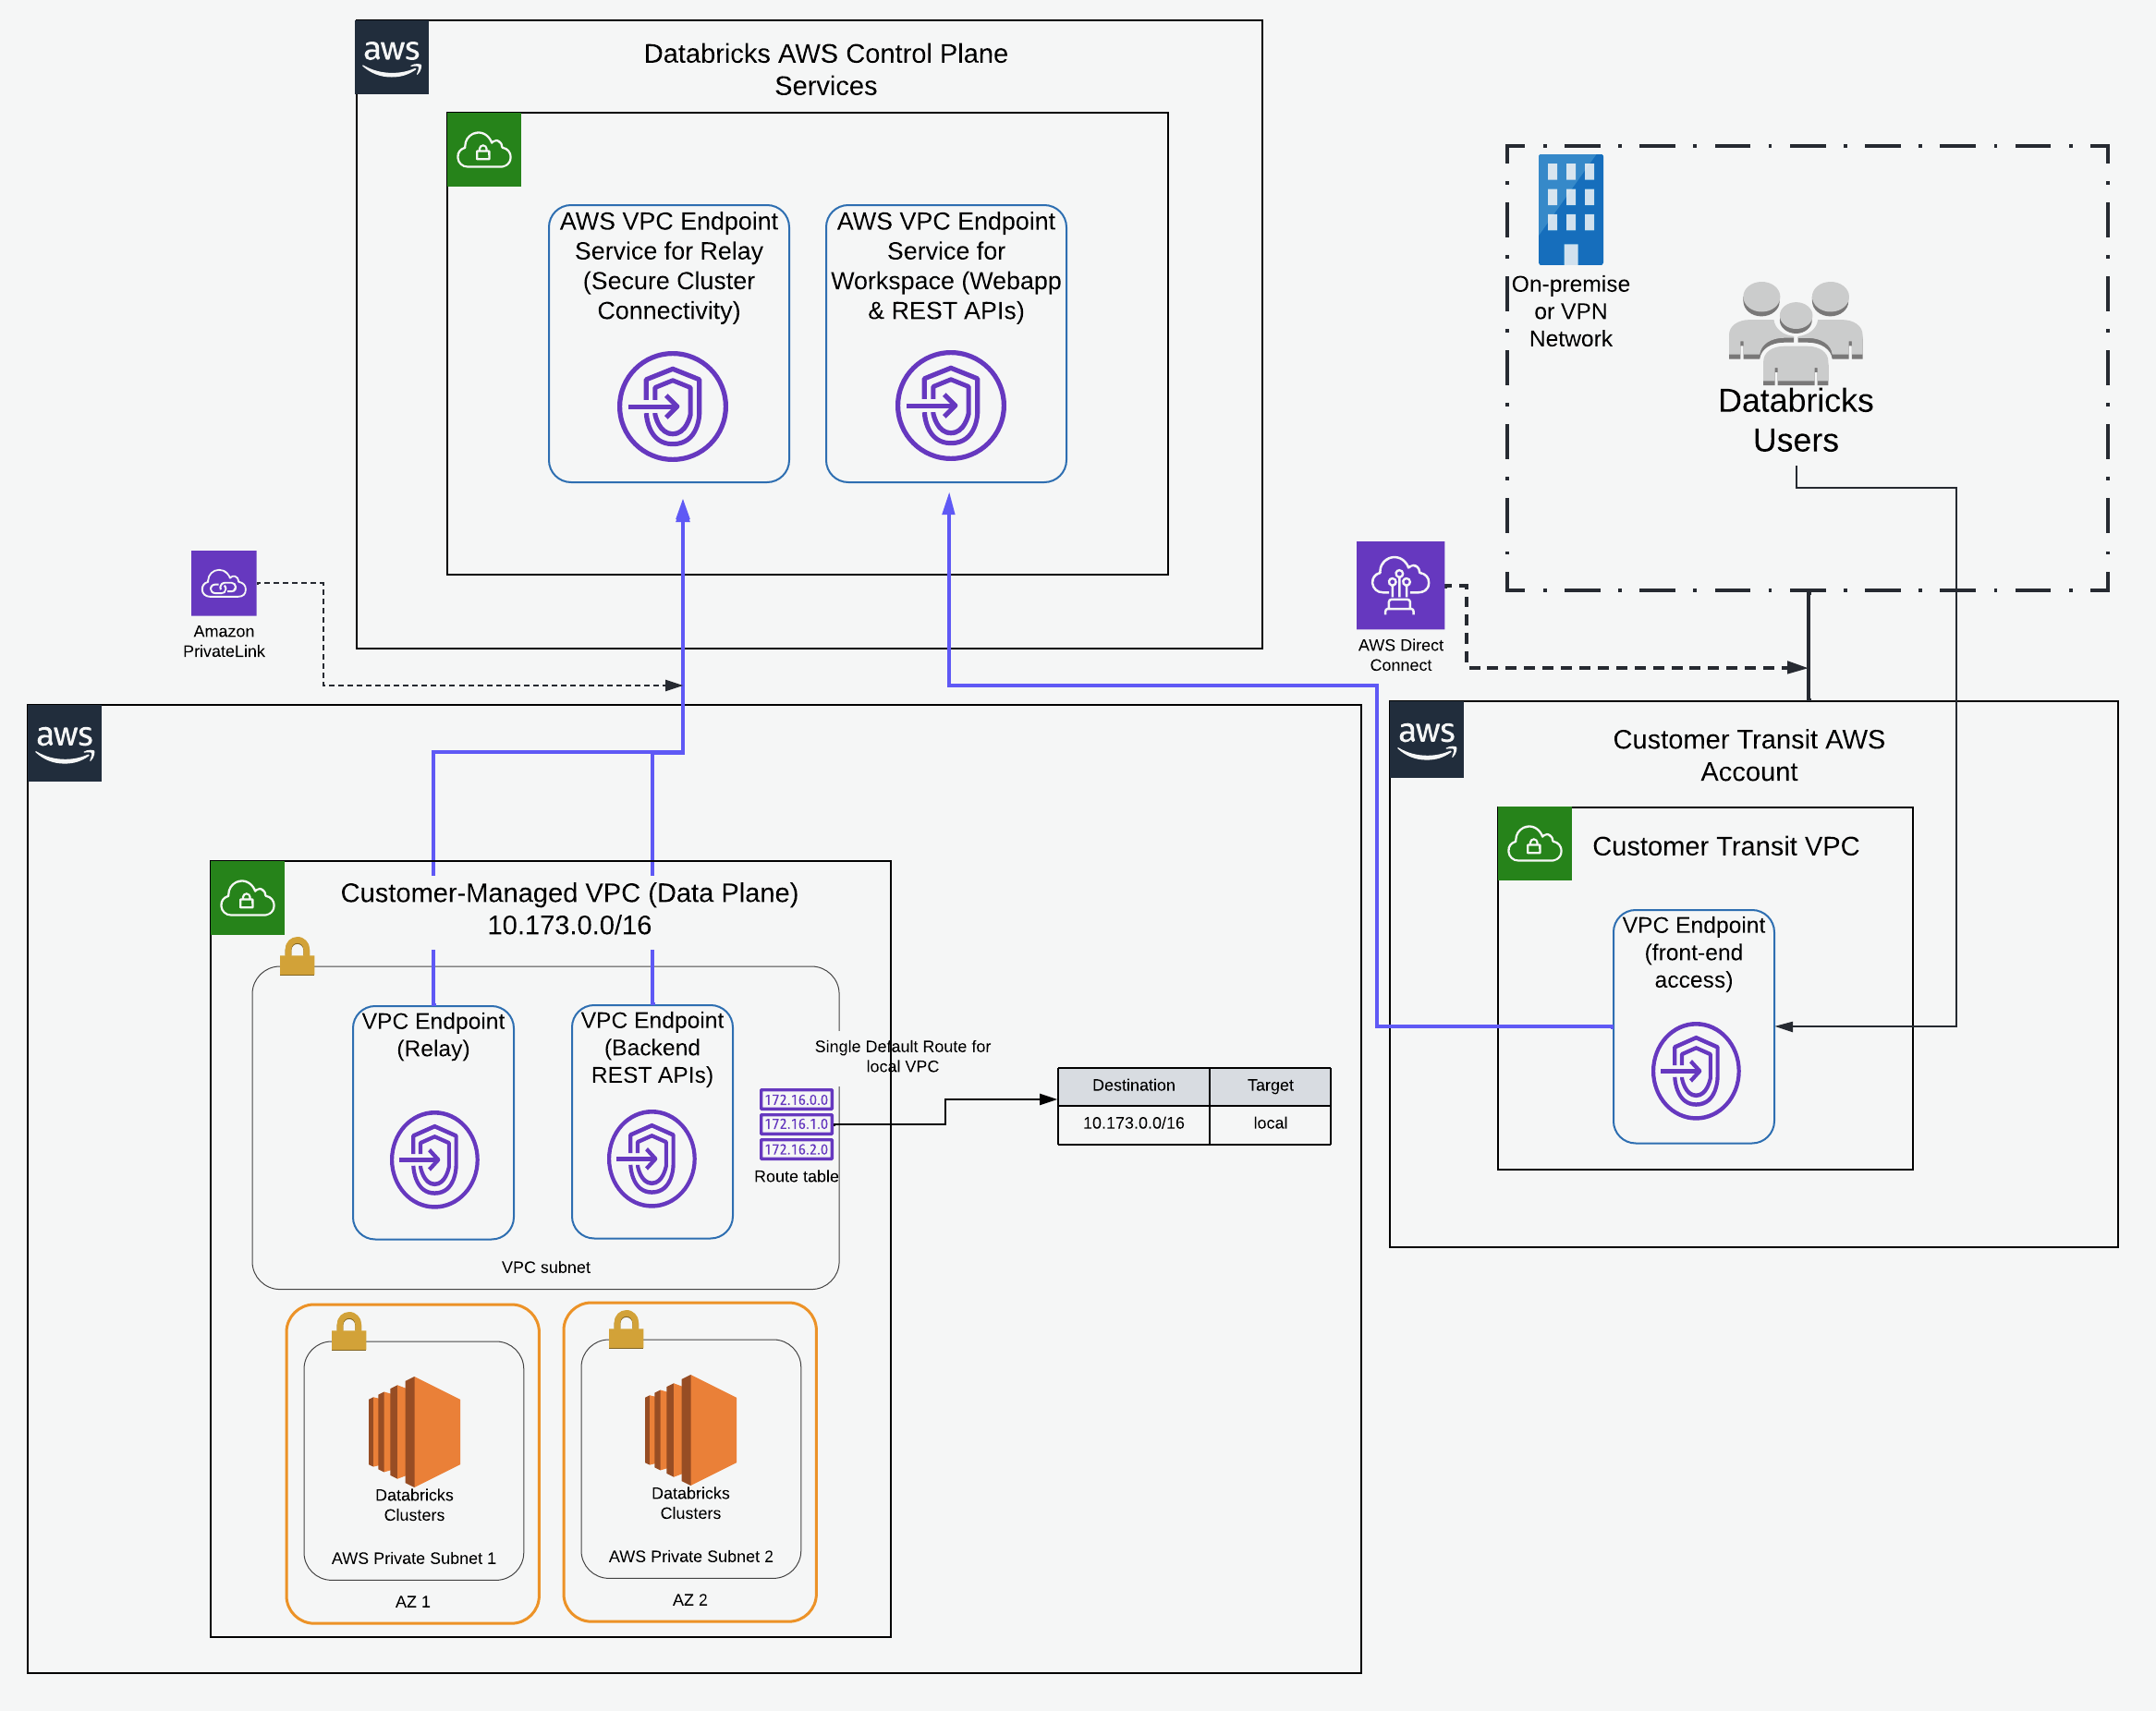 aws
Databricks AWS Control Plane
Services
AWS VPC Endpoint
Service for Relay
(Secure Cluster
Connectivity)
AWS VPC Endpoint
Service for
Workspace (Webapp
& REST APIs)
On-premise
or VPN
Network
Databricks
Users
Amazon
PrivateLink
AWS Direct
Connect
aws
aws
Customer Transit AWS
Account
Customer Transit VPC
VPC Endpoint
(front-end
access)
Customer-Managed VPC (Data Plane)
10.173.0.0/16
VPC Endpoint
(Relay)
VPC Endpoint
(Backend
REST APIs)
Single Default Route for
local VPC
172.16.0.0
172.16.1.0
172.16.2.0
Route table
Destination Target
10.173.0.0/16 local
VPC subnet
Databricks
Clusters
AWS Private Subnet 1
AZ 1
Databricks
Clusters
AWS Private Subnet 2
AZ 2